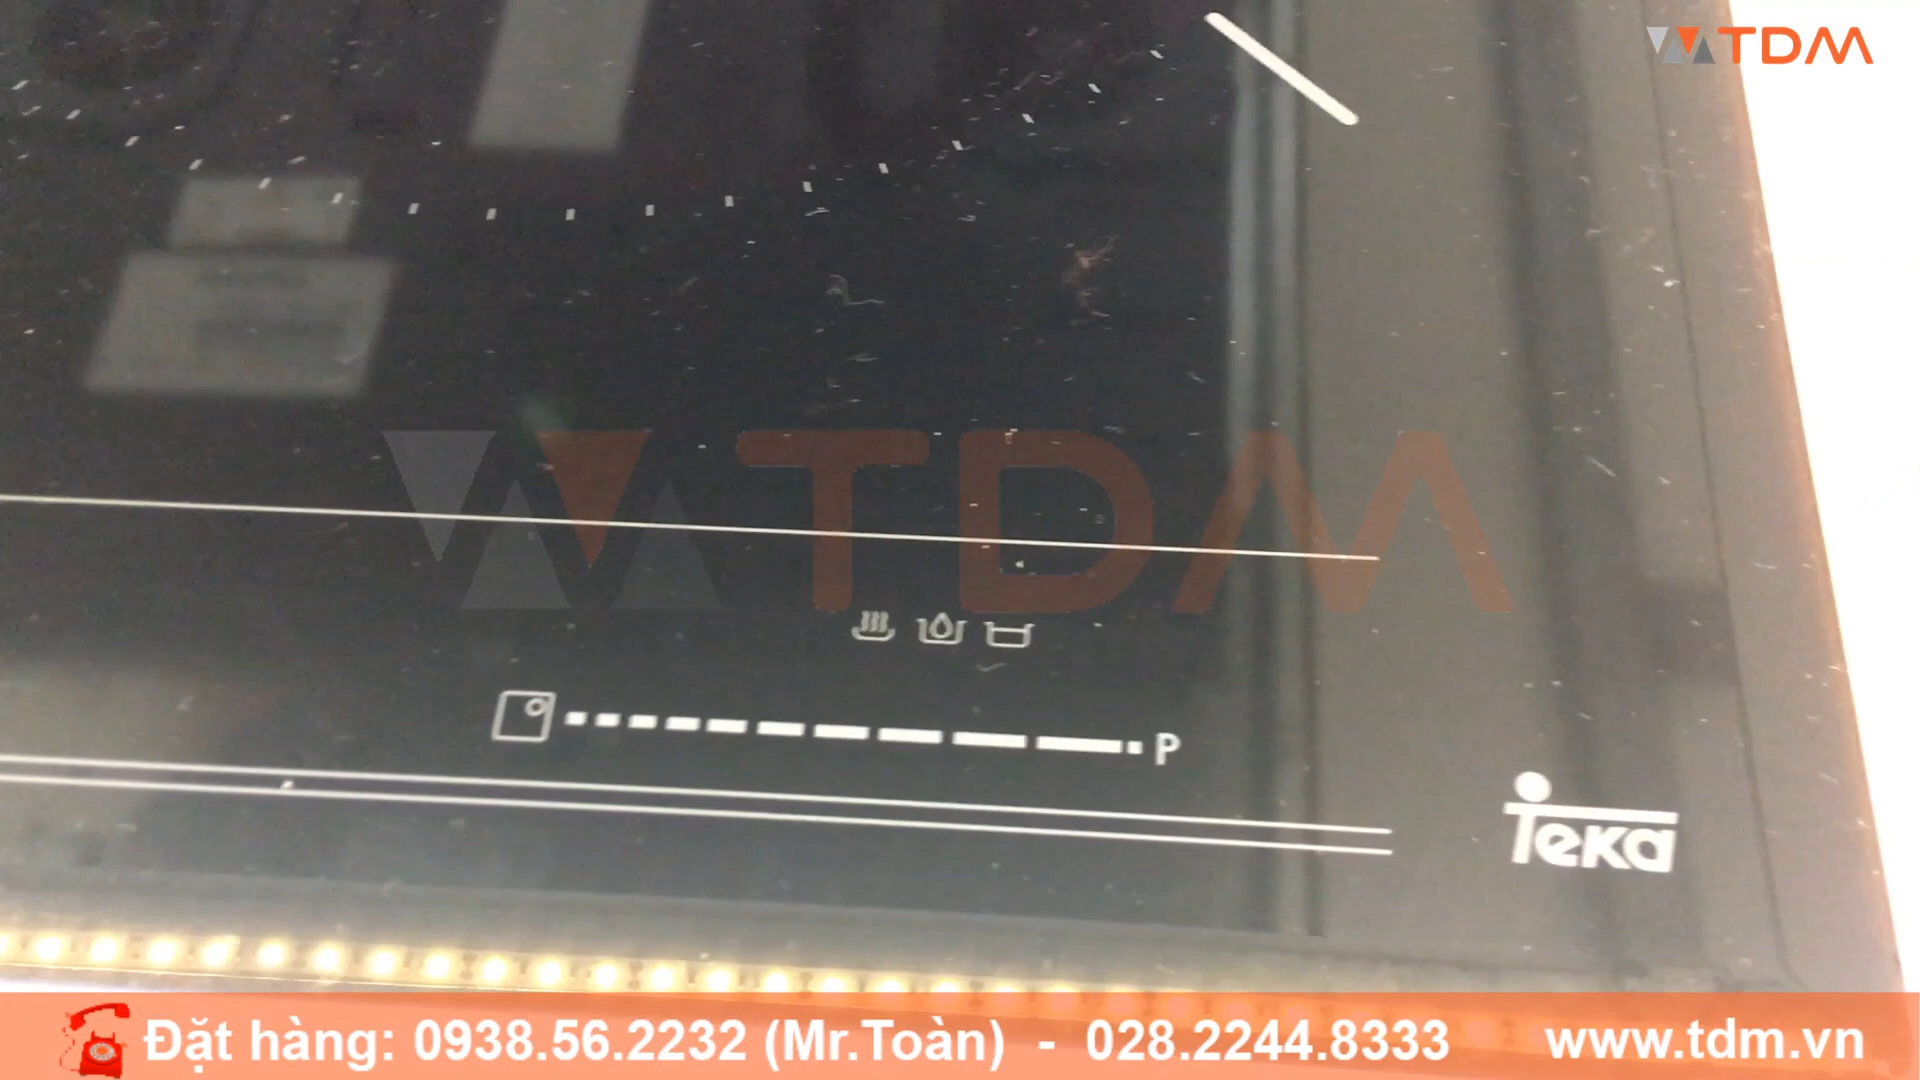 TDM
TDM
P
Teka
Đặt hàng: 0938.56.2232 (Mr.Toàn) - 028.2244.8333 www.tdm.vn